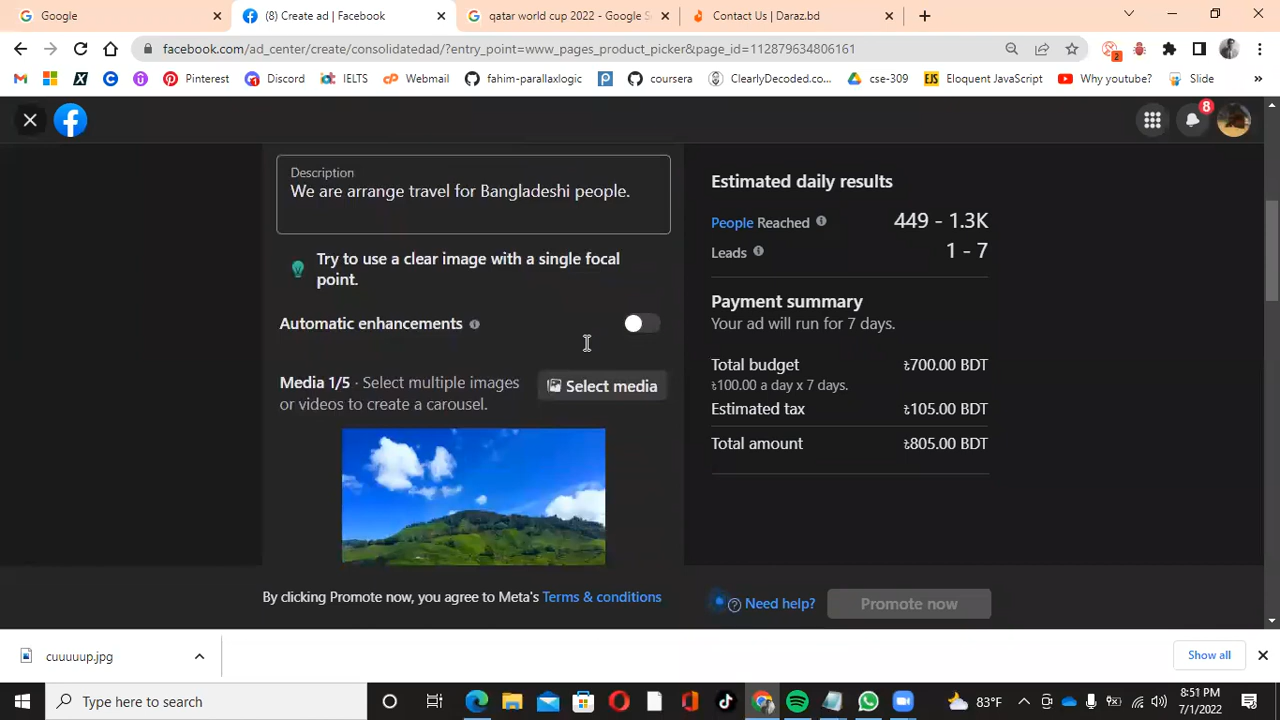 Google
(8) Create ad | Facebook
qatar world cup 2022 - Google S
Contact Us | Daraz.bd
facebook.com/ad_center/create/consolidatedad/?entry_point=www_pages_product_picker&page_id=112879654806161
2
Pinterest
Discord
IELTS
Webmail
fahim-parallaxlogic
coursera
ClearlyDecoded.co...
cse-309
EJS
Eloquent JavaScript
Why youtube?
Slide
»
8
Description
We are arrange travel for Bangladeshi people.
Try to use a clear image with a single focal
point.
Automatic enhancements
Media 1/5 · Select multiple images
or videos to create a carousel.
Select media
Estimated daily results
People Reached 449 - 1.3K
Leads 1 - 7
Payment summary
Your ad will run for 7 days.
Total budget ৳700.00 BDT
৳100.00 a day x 7 days.
Estimated tax ৳105.00 BDT
Total amount ৳805.00 BDT
By clicking Promote now, you agree to Meta's Terms & conditions
Need help?
Promote now
cuuuuup.jpg
Show all
Type here to search
83°F
8:51 PM
7/1/2022